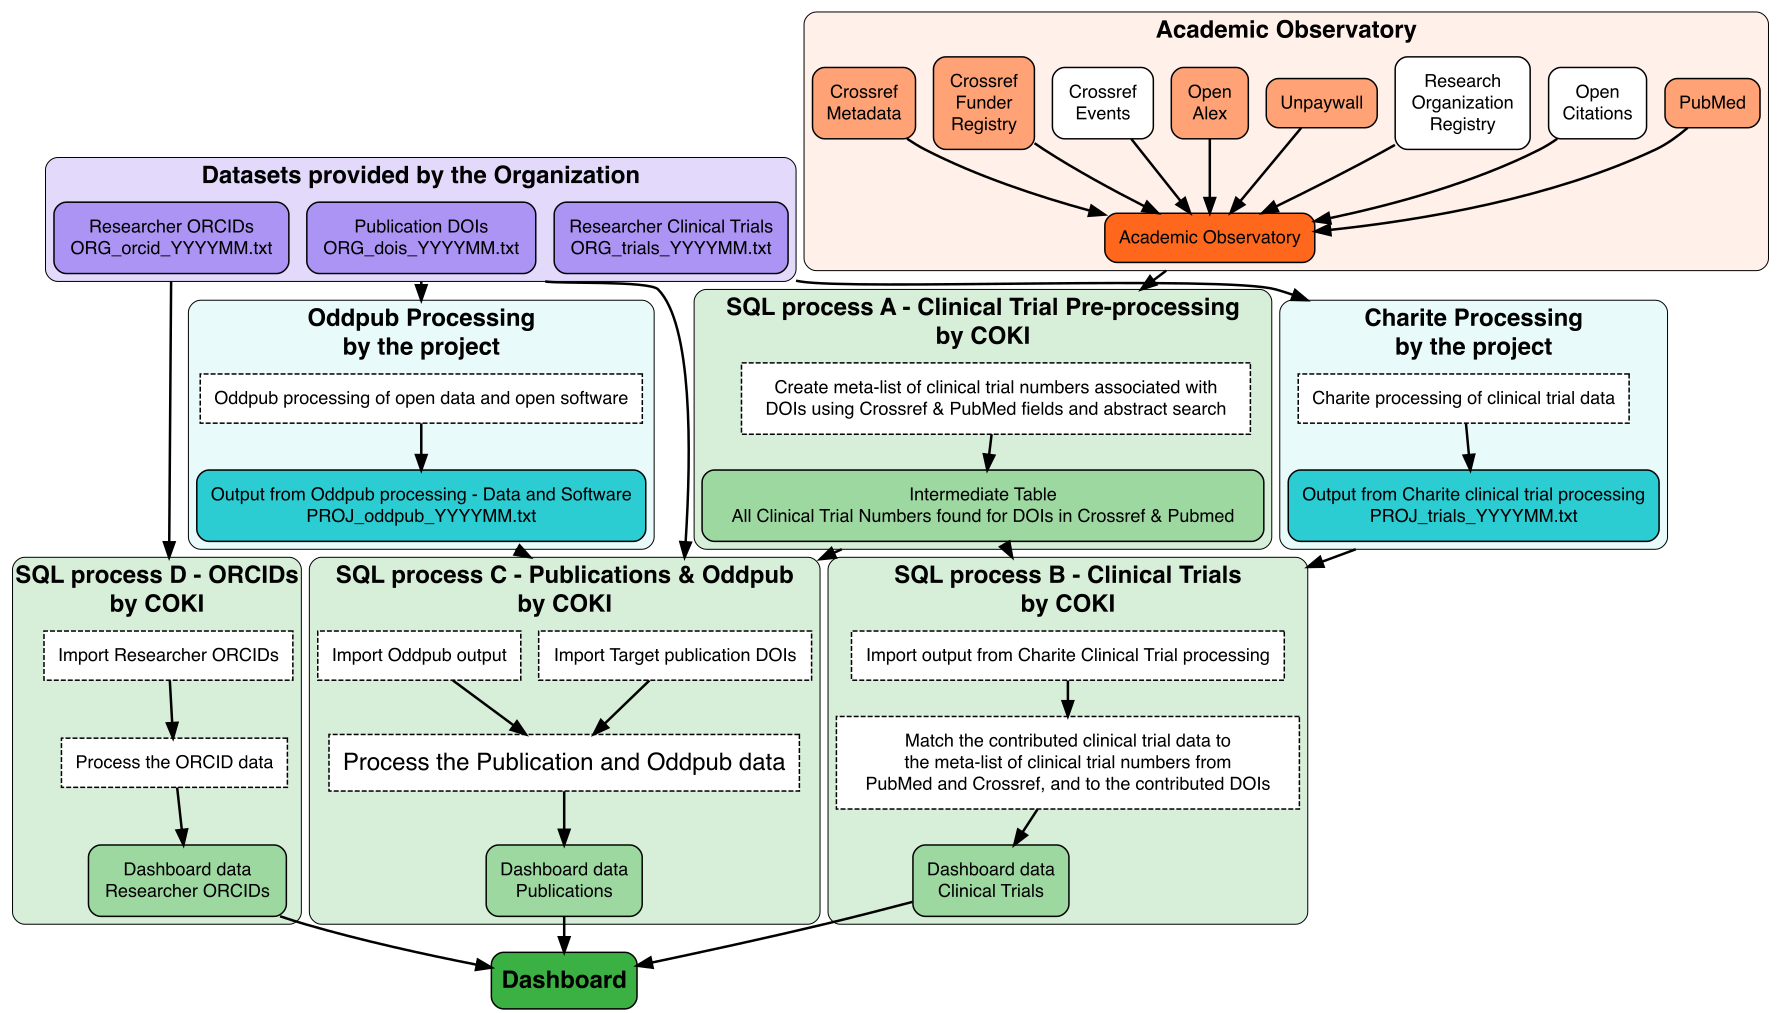 Academic Observatory
Crossref
Metadata
Crossref
Funder
Registry
Crossref
Events
Open
Alex
Unpaywall
Research
Organization
Registry
Open
Citations
PubMed
Academic Observatory
Datasets provided by the Organization
Researcher ORCIDs
ORG_orcid_YYYYMM.txt
Publication DOIs
ORG_dois_YYYYMM.txt
Researcher Clinical Trials
ORG_trials_YYYYMM.txt
Oddpub Processing
by the project
Oddpub processing of open data and open software
Output from Oddpub processing - Data and Software
PROJ_oddpub_YYYYMM.txt
SQL process A - Clinical Trial Pre-processing
by COKI
Create meta-list of clinical trial numbers associated with
DOIs using Crossref & PubMed fields and abstract search
Intermediate Table
All Clinical Trial Numbers found for DOIs in Crossref & Pubmed
Charite Processing
by the project
Charite processing of clinical trial data
Output from Charite clinical trial processing
PROJ_trials_YYYYMM.txt
SQL process D - ORCIDs
by COKI
Import Researcher ORCIDs
Process the ORCID data
Dashboard data
Researcher ORCIDs
SQL process C - Publications & Oddpub
by COKI
Import Oddpub output
Import Target publication DOIs
Process the Publication and Oddpub data
Dashboard data
Publications
SQL process B - Clinical Trials
by COKI
Import output from Charite Clinical Trial processing
Match the contributed clinical trial data to
the meta-list of clinical trial numbers from
PubMed and Crossref, and to the contributed DOIs
Dashboard data
Clinical Trials
Dashboard